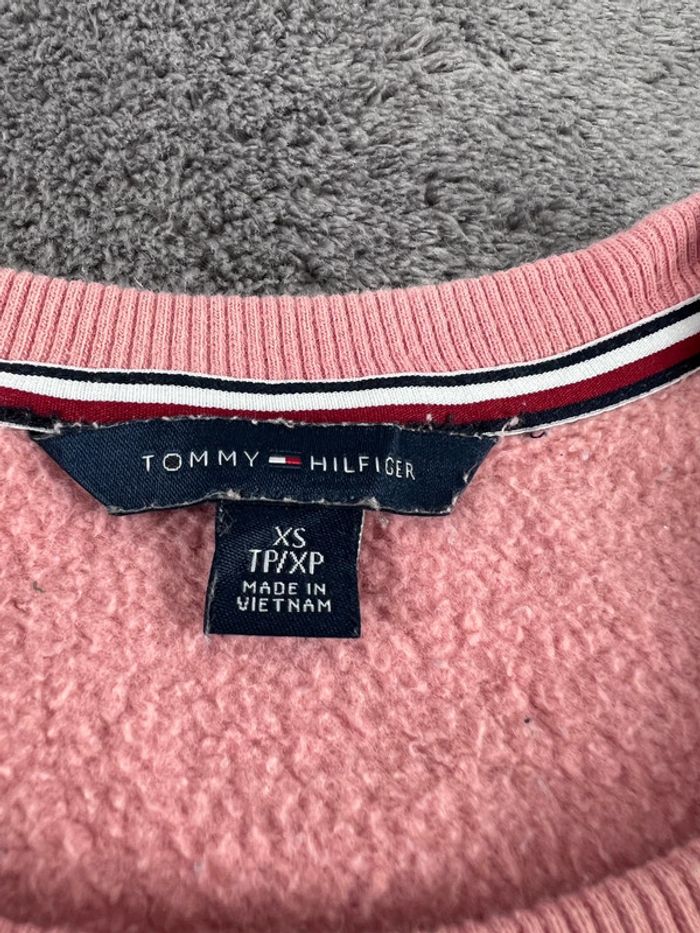 TOMMY HILFIGER
XS
TP/XP
MADE IN
VIETNAM